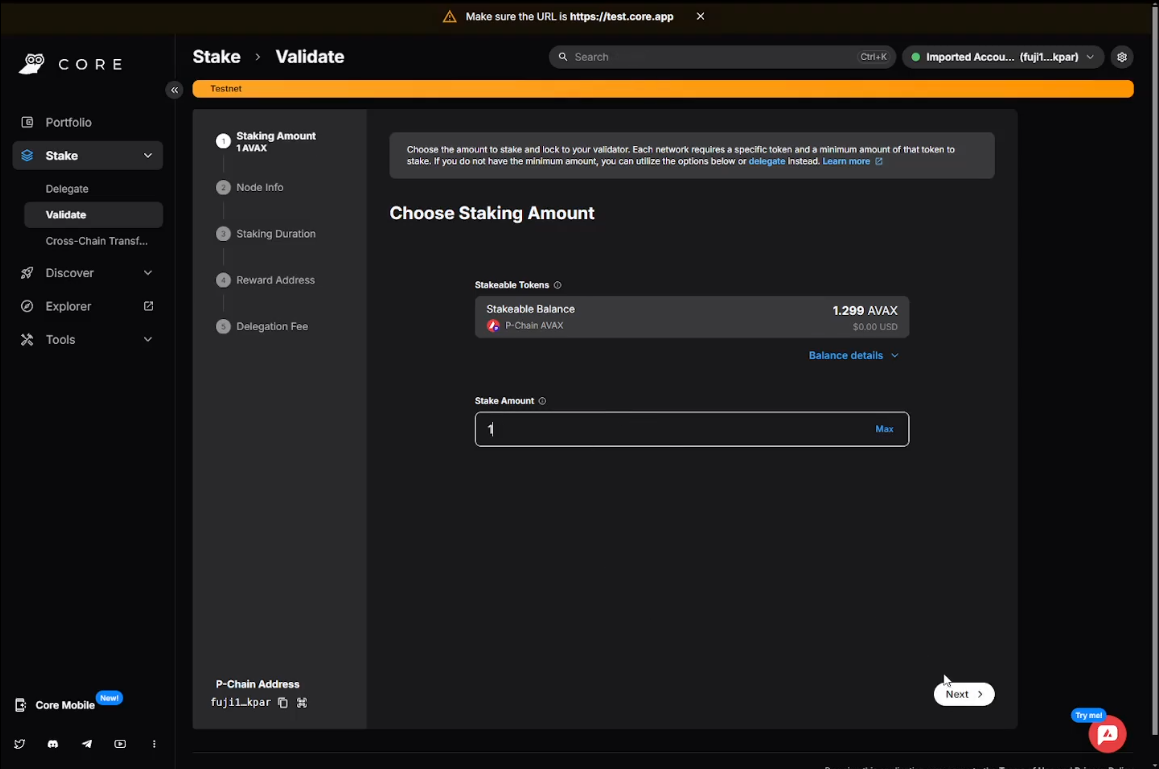 Make sure the URL is https://test.core.app
CORE
Stake > Validate
Search
Ctrl+K
Imported Accou... (fuji1...kpar)
Testnet
Portfolio
Stake
Delegate
Validate
Cross-Chain Transf...
Discover
Explorer
Tools
1 Staking Amount
1 AVAX
2 Node Info
3 Staking Duration
4 Reward Address
5 Delegation Fee
Choose the amount to stake and lock to your validator. Each network requires a specific token and a minimum amount of that token to
stake. If you do not have the minimum amount, you can utilize the options below or delegate instead. Learn more
Choose Staking Amount
Stakeable Tokens
Stakeable Balance
1.299 AVAX
P-Chain AVAX
$0.00 USD
Balance details
Stake Amount
1
Max
P-Chain Address
fuji1…kpar
Next >
Core Mobile
New!
Try me!